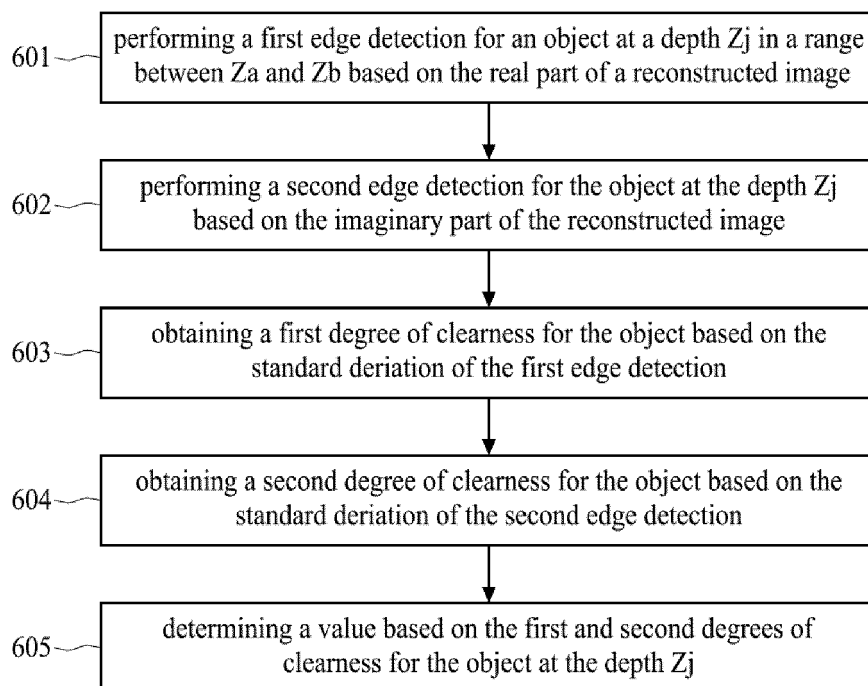 601
performing a first edge detection for an object at a depth Zj in a range
between Za and Zb based on the real part of a reconstructed image
602
performing a second edge detection for the object at the depth Zj
based on the imaginary part of the reconstructed image
603
obtaining a first degree of clearness for the object based on the
standard deriation of the first edge detection
604
obtaining a second degree of clearness for the object based on the
standard deriation of the second edge detection
605
determining a value based on the first and second degrees of
clearness for the object at the depth Zj